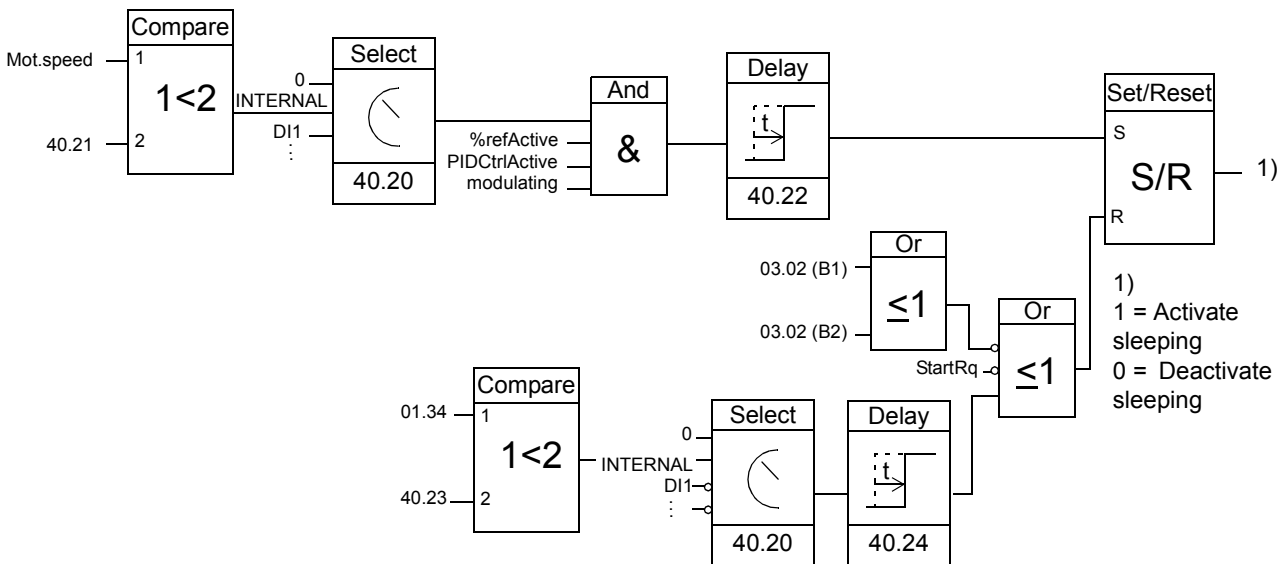 Compare
Mot.speed
1
1<2
40.21
2
Select
0
INTERNAL
DI1
⋮
40.20
And
%refActive
PIDCtrlActive
modulating
&
Delay
t
40.22
Set/Reset
S
S/R
R
1)
Or
03.02 (B1)
≤1
03.02 (B2)
Or
StartRq
≤1
1)
1 = Activate
sleeping
0 = Deactivate
sleeping
Compare
01.34
1
1<2
40.23
2
Select
0
INTERNAL
DI1
⋮
40.20
Delay
t
40.24